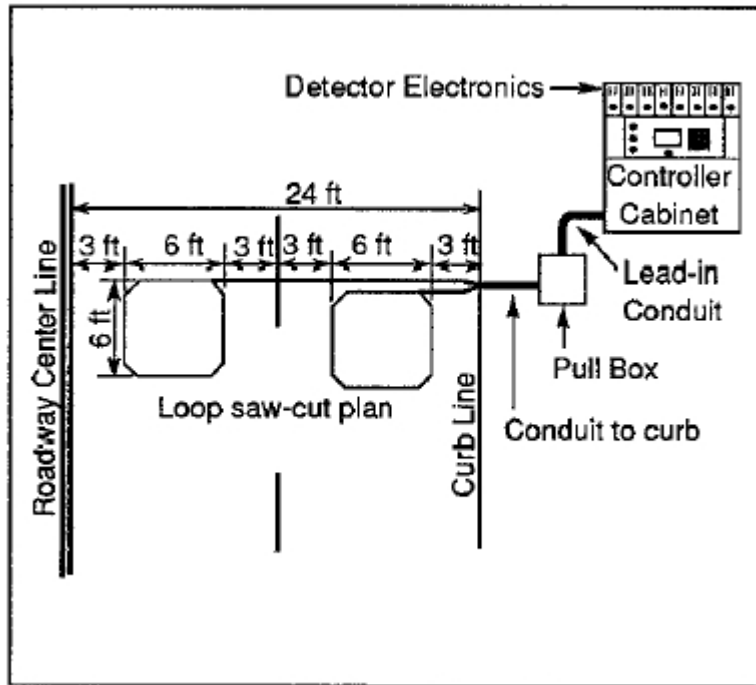 Detector Electronics
Controller
Cabinet
24 ft
3 ft 6 ft 3 ft 3 ft 6 ft 3 ft
Lead-in
Conduit
6 ft
Pull Box
Loop saw-cut plan
Conduit to curb
Roadway Center Line
Curb Line